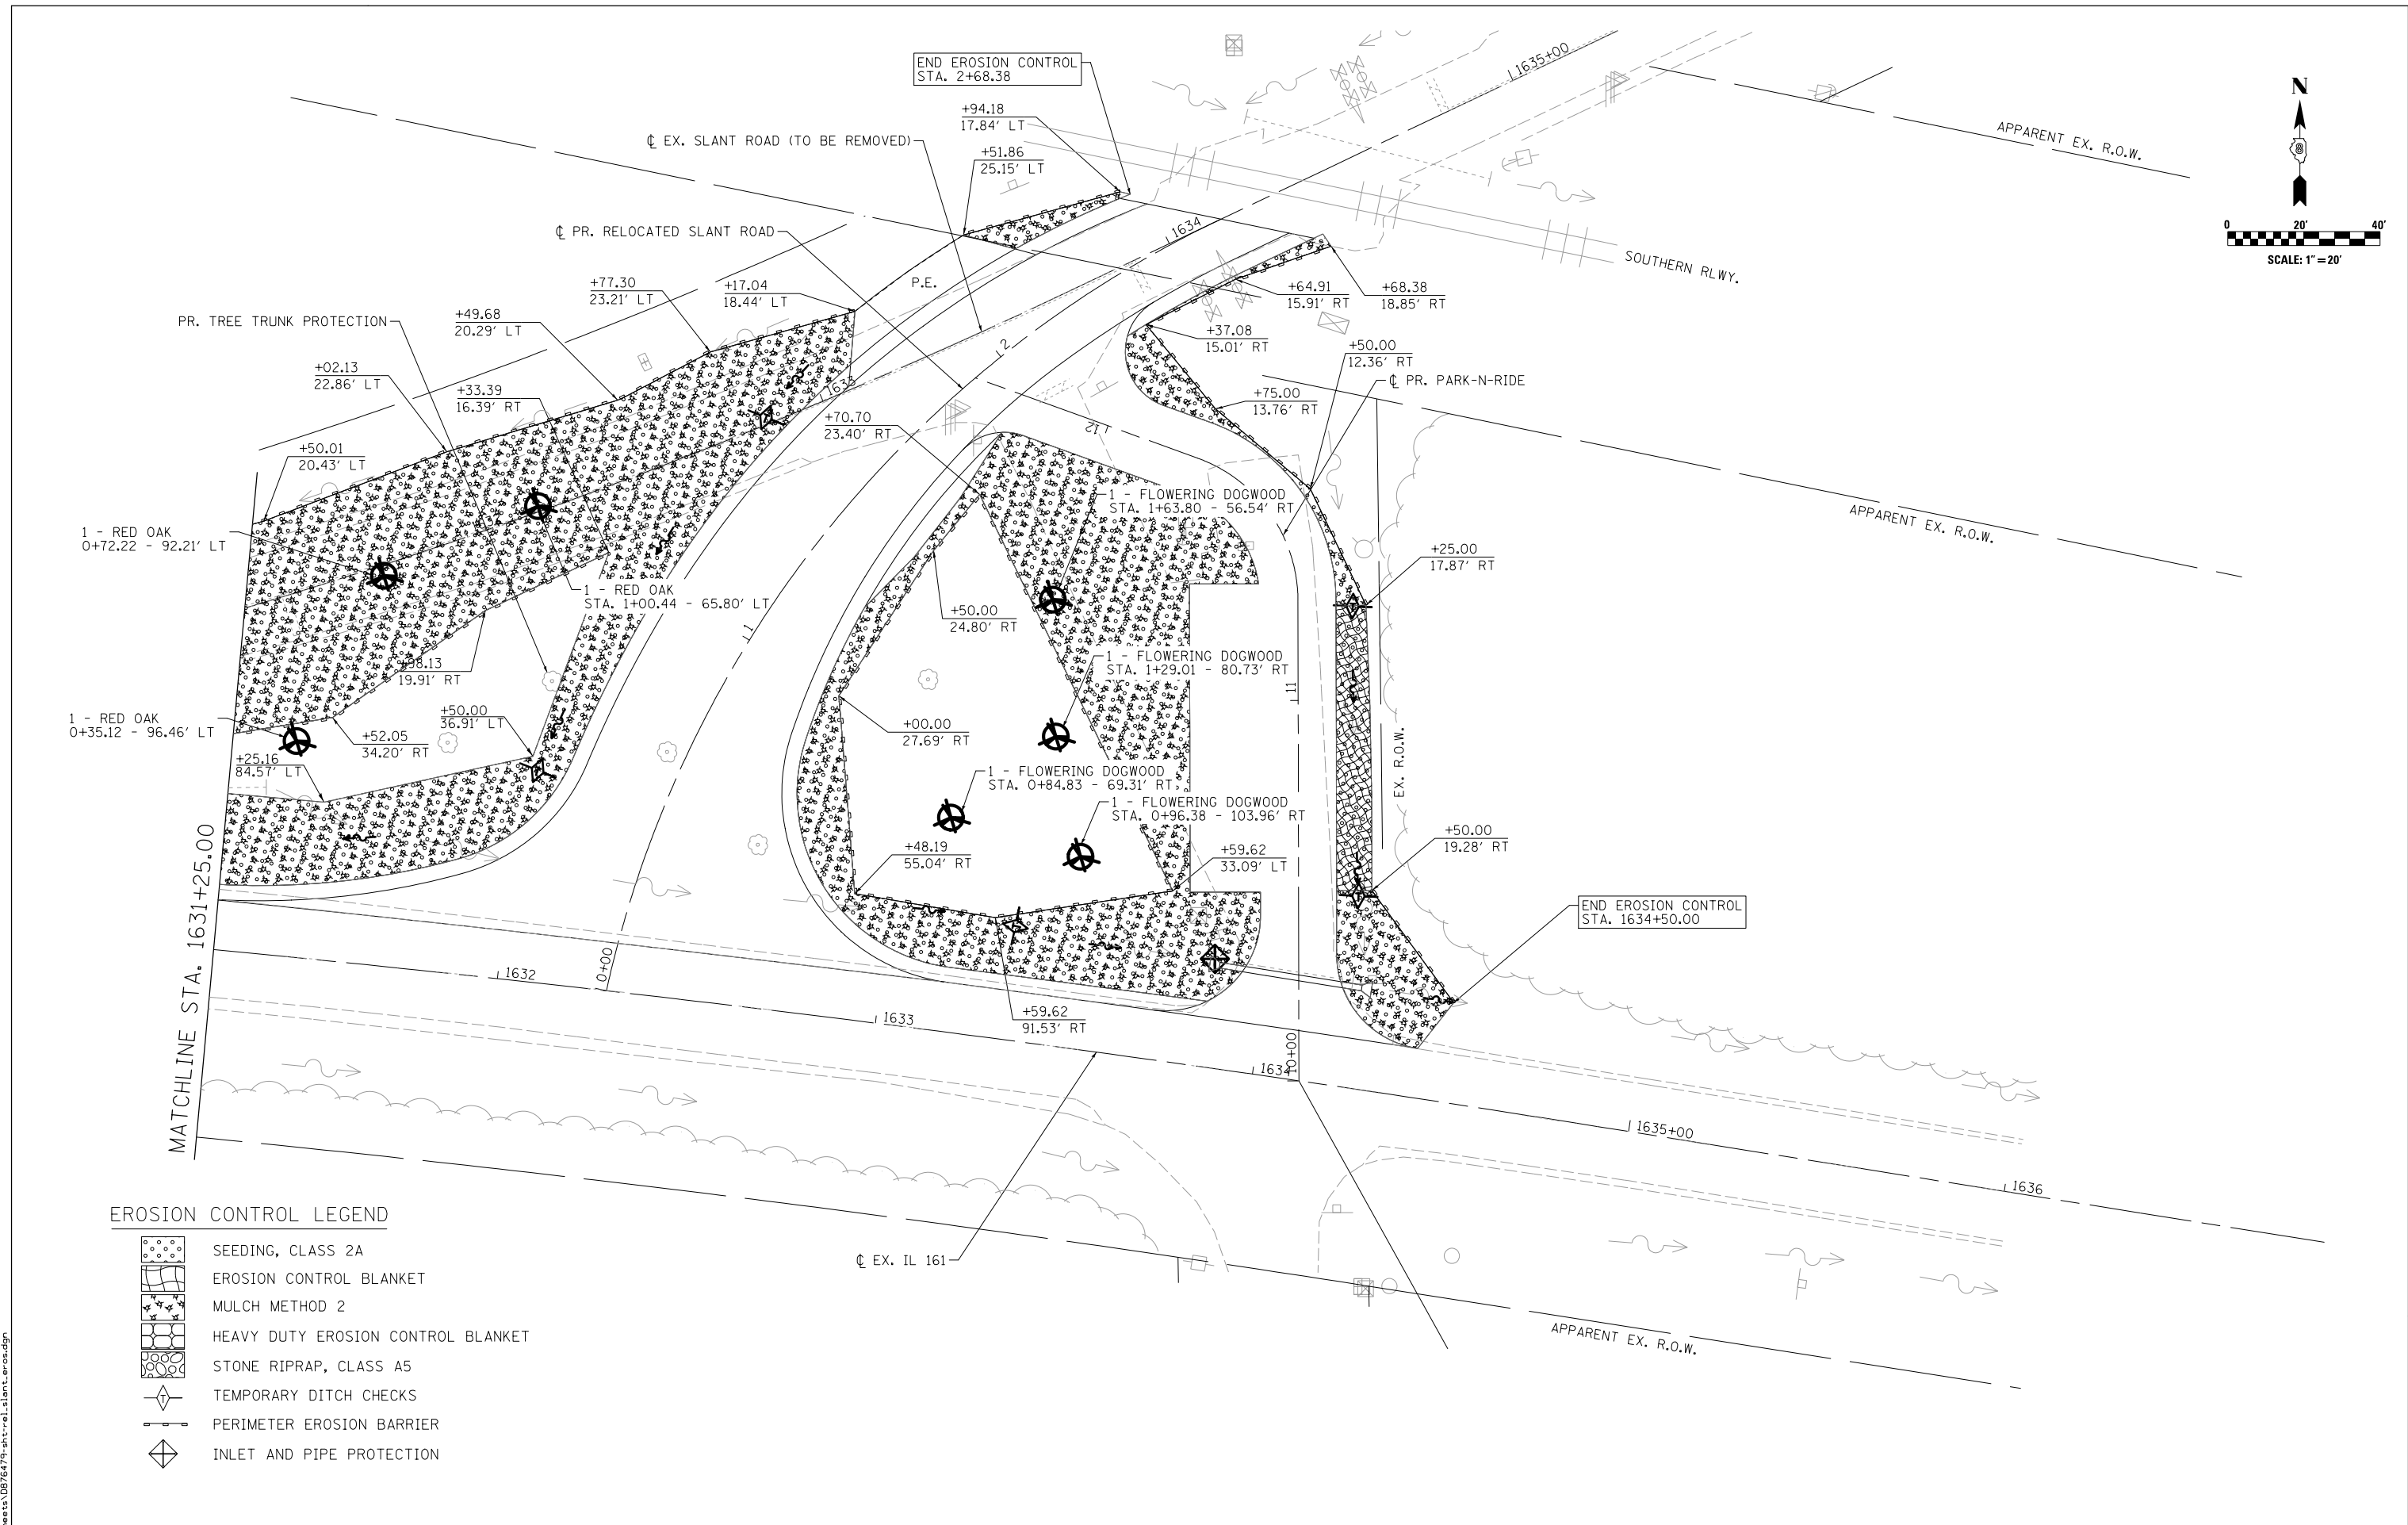 END EROSION CONTROL
STA. 2+68.38
+94.18
17.84' LT
+51.86
25.15' LT
℄ EX. SLANT ROAD (TO BE REMOVED)
℄ PR. RELOCATED SLANT ROAD
1635+00
APPARENT EX. R.O.W.
N
8
0 20' 40'
SCALE: 1"=20'
1634
SOUTHERN RLWY.
P.E.
+77.30
23.21' LT
+17.04
18.44' LT
+64.91
15.91' RT
+68.38
18.85' RT
PR. TREE TRUNK PROTECTION
+49.68
20.29' LT
+37.08
15.01' RT
2
+50.00
12.36' RT
+02.13
22.86' LT
+33.39
16.39' RT
1633
℄ PR. PARK-N-RIDE
+75.00
13.76' RT
+70.70
23.40' RT
12
+50.01
20.43' LT
1 - FLOWERING DOGWOOD
STA. 1+63.80 - 56.54' RT
APPARENT EX. R.O.W.
1 - RED OAK
0+72.22 - 92.21' LT
+25.00
17.87' RT
1 - RED OAK
STA. 1+00.44 - 65.80' LT
+50.00
24.80' RT
1
+98.13
19.91' RT
1 - FLOWERING DOGWOOD
STA. 1+29.01 - 80.73' RT
11
1 - RED OAK
0+35.12 - 96.46' LT
+50.00
36.91' LT
+52.05
34.20' RT
+00.00
27.69' RT
EX. R.O.W.
+25.16
84.57' LT
1 - FLOWERING DOGWOOD
STA. 0+84.83 - 69.31' RT
1 - FLOWERING DOGWOOD
STA. 0+96.38 - 103.96' RT
+50.00
19.28' RT
+48.19
55.04' RT
+59.62
33.09' LT
END EROSION CONTROL
STA. 1634+50.00
MATCHLINE STA. 1631+25.00
1632
0+00
1633
+59.62
91.53' RT
10+00
1634
1635+00
1636
℄ EX. IL 161
APPARENT EX. R.O.W.
EROSION CONTROL LEGEND
SEEDING, CLASS 2A
EROSION CONTROL BLANKET
MULCH METHOD 2
HEAVY DUTY EROSION CONTROL BLANKET
STONE RIPRAP, CLASS A5
T
TEMPORARY DITCH CHECKS
PERIMETER EROSION BARRIER
INLET AND PIPE PROTECTION